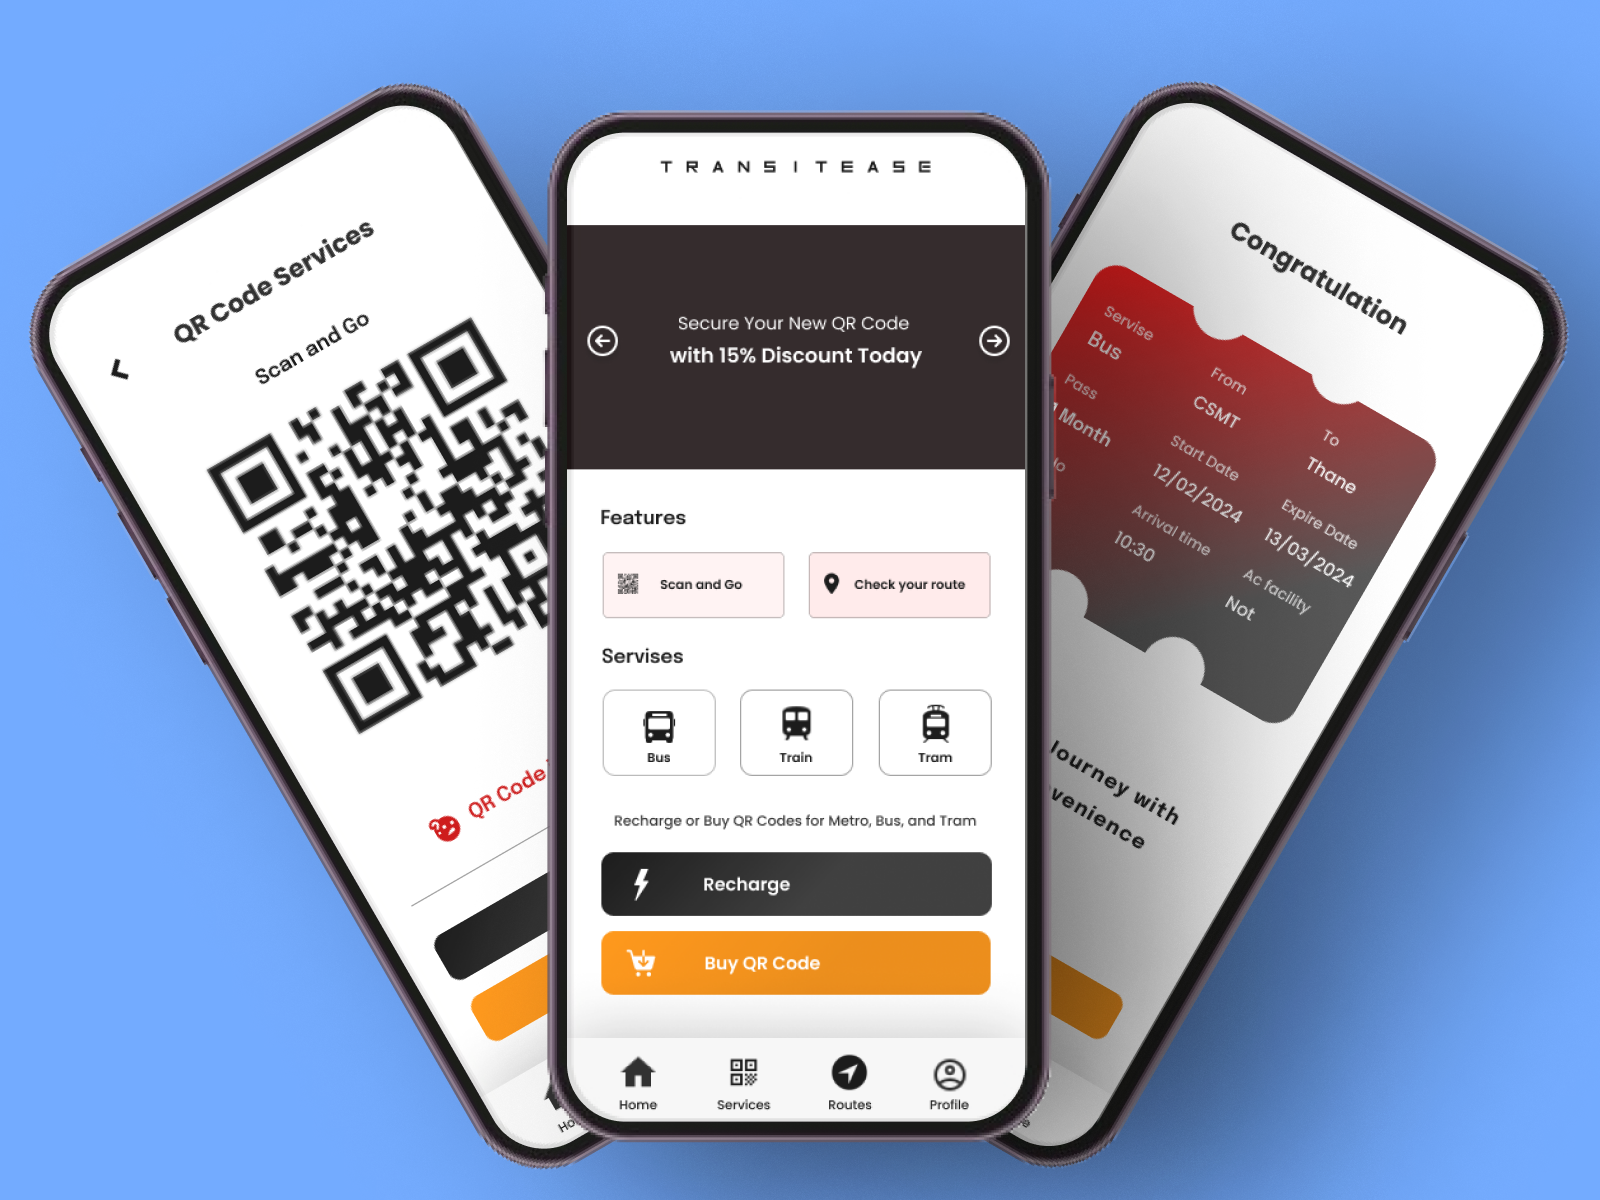 QR Code Services
Scan and Go
QR Code
TRANSITEASE
Secure Your New QR Code
with 15% Discount Today
Features
Scan and Go
Check your route
Servises
Bus
Train
Tram
Recharge or Buy QR Codes for Metro, Bus, and Tram
Recharge
Buy QR Code
Home
Services
Routes
Profile
Congratulation
Servise
Bus
From
CSMT
To
Thane
Pass
1 Month
Start Date
12/02/2024
Expire Date
13/03/2024
Arrival time
10:30
Ac facility
Not
Journey with